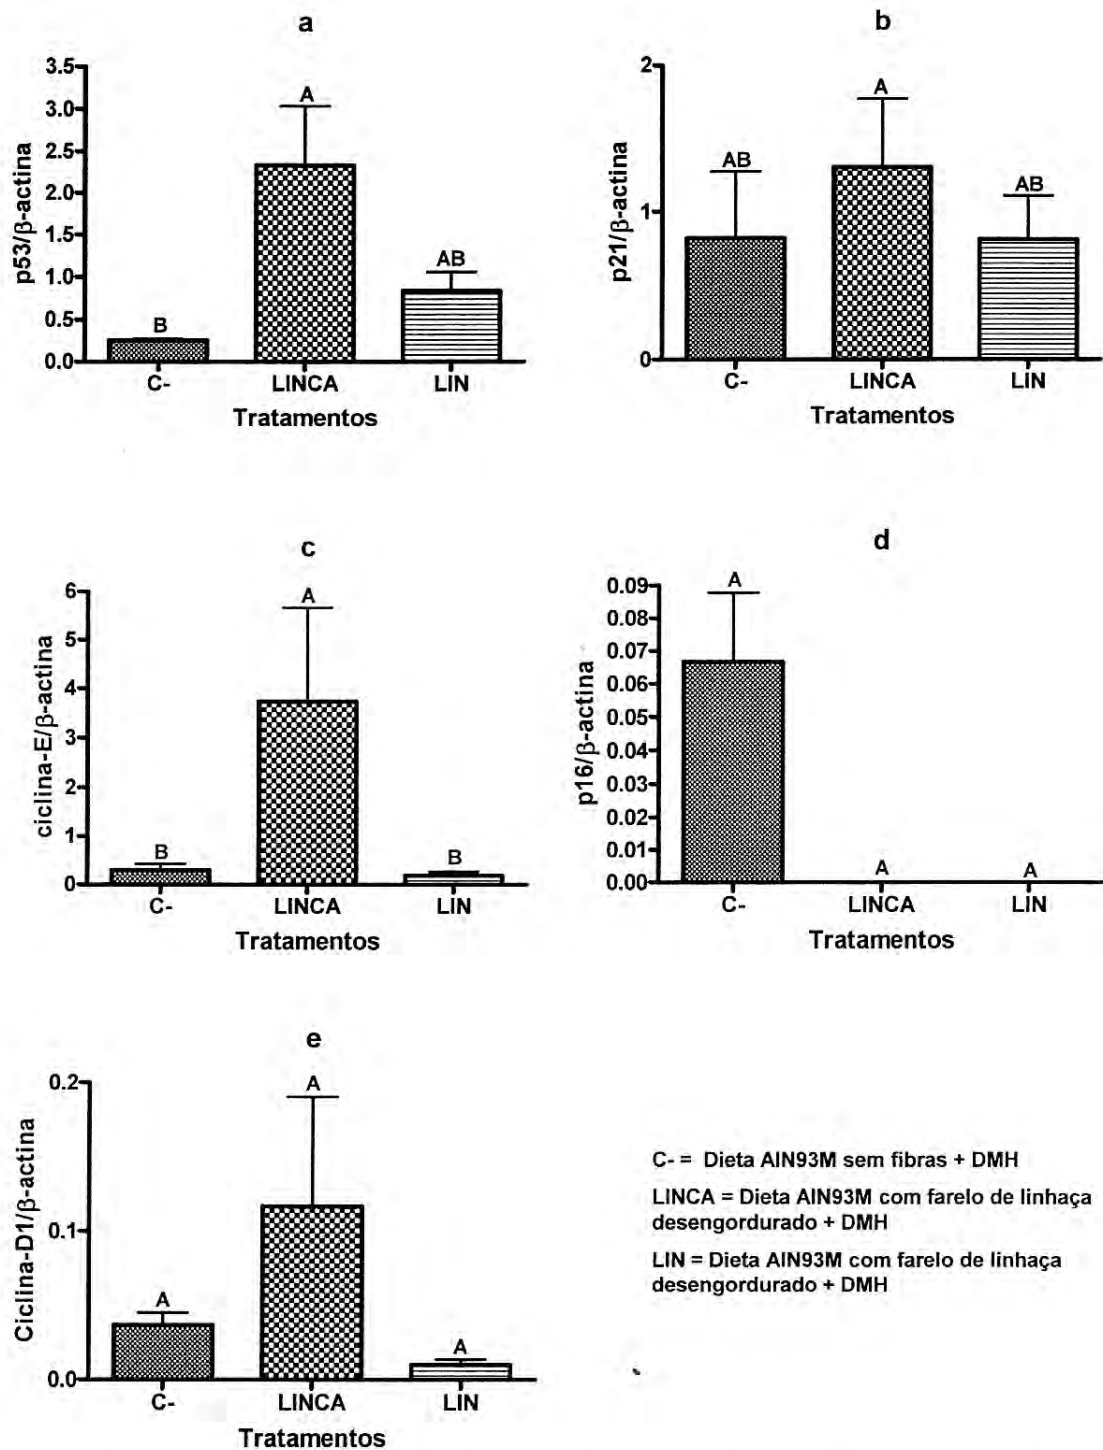 a
p53/β-actina
3.5
3.0
2.5
2.0
1.5
1.0
0.5
0.0
B
A
AB
C-
LINCA
LIN
Tratamentos
b
p21/β-actina
2
1
0
AB
A
AB
C-
LINCA
LIN
Tratamentos
c
ciclina-E/β-actina
6
5
4
3
2
1
0
B
A
B
C-
LINCA
LIN
Tratamentos
d
p16/β-actina
0.09
0.08
0.07
0.06
0.05
0.04
0.03
0.02
0.01
0.00
A
A
A
C-
LINCA
LIN
Tratamentos
e
Ciclina-D1/β-actina
0.2
0.1
0.0
A
A
A
C-
LINCA
LIN
Tratamentos
C- = Dieta AIN93M sem fibras + DMH
LINCA = Dieta AIN93M com farelo de linhaça
desengordurado + DMH
LIN = Dieta AIN93M com farelo de linhaça
desengordurado + DMH